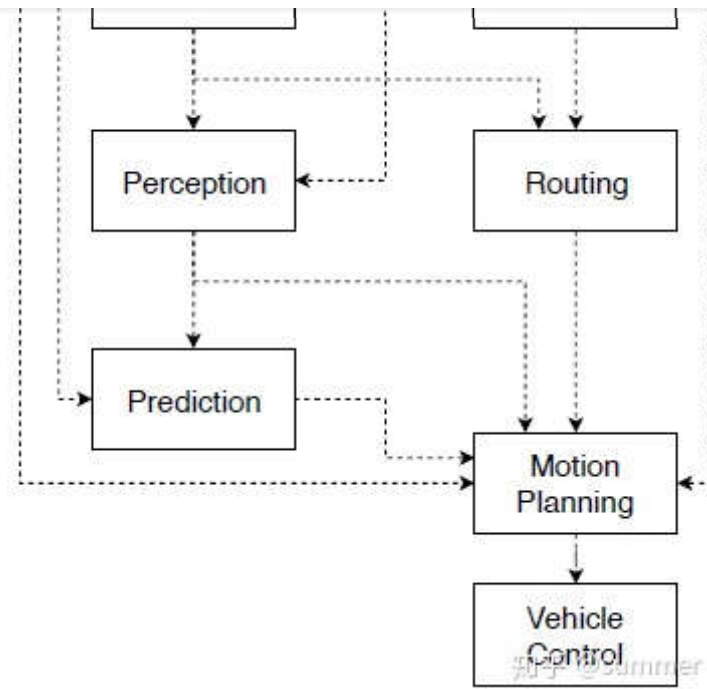 Perception
Routing
Prediction
Motion
Planning
Vehicle
Control
知乎 @summer